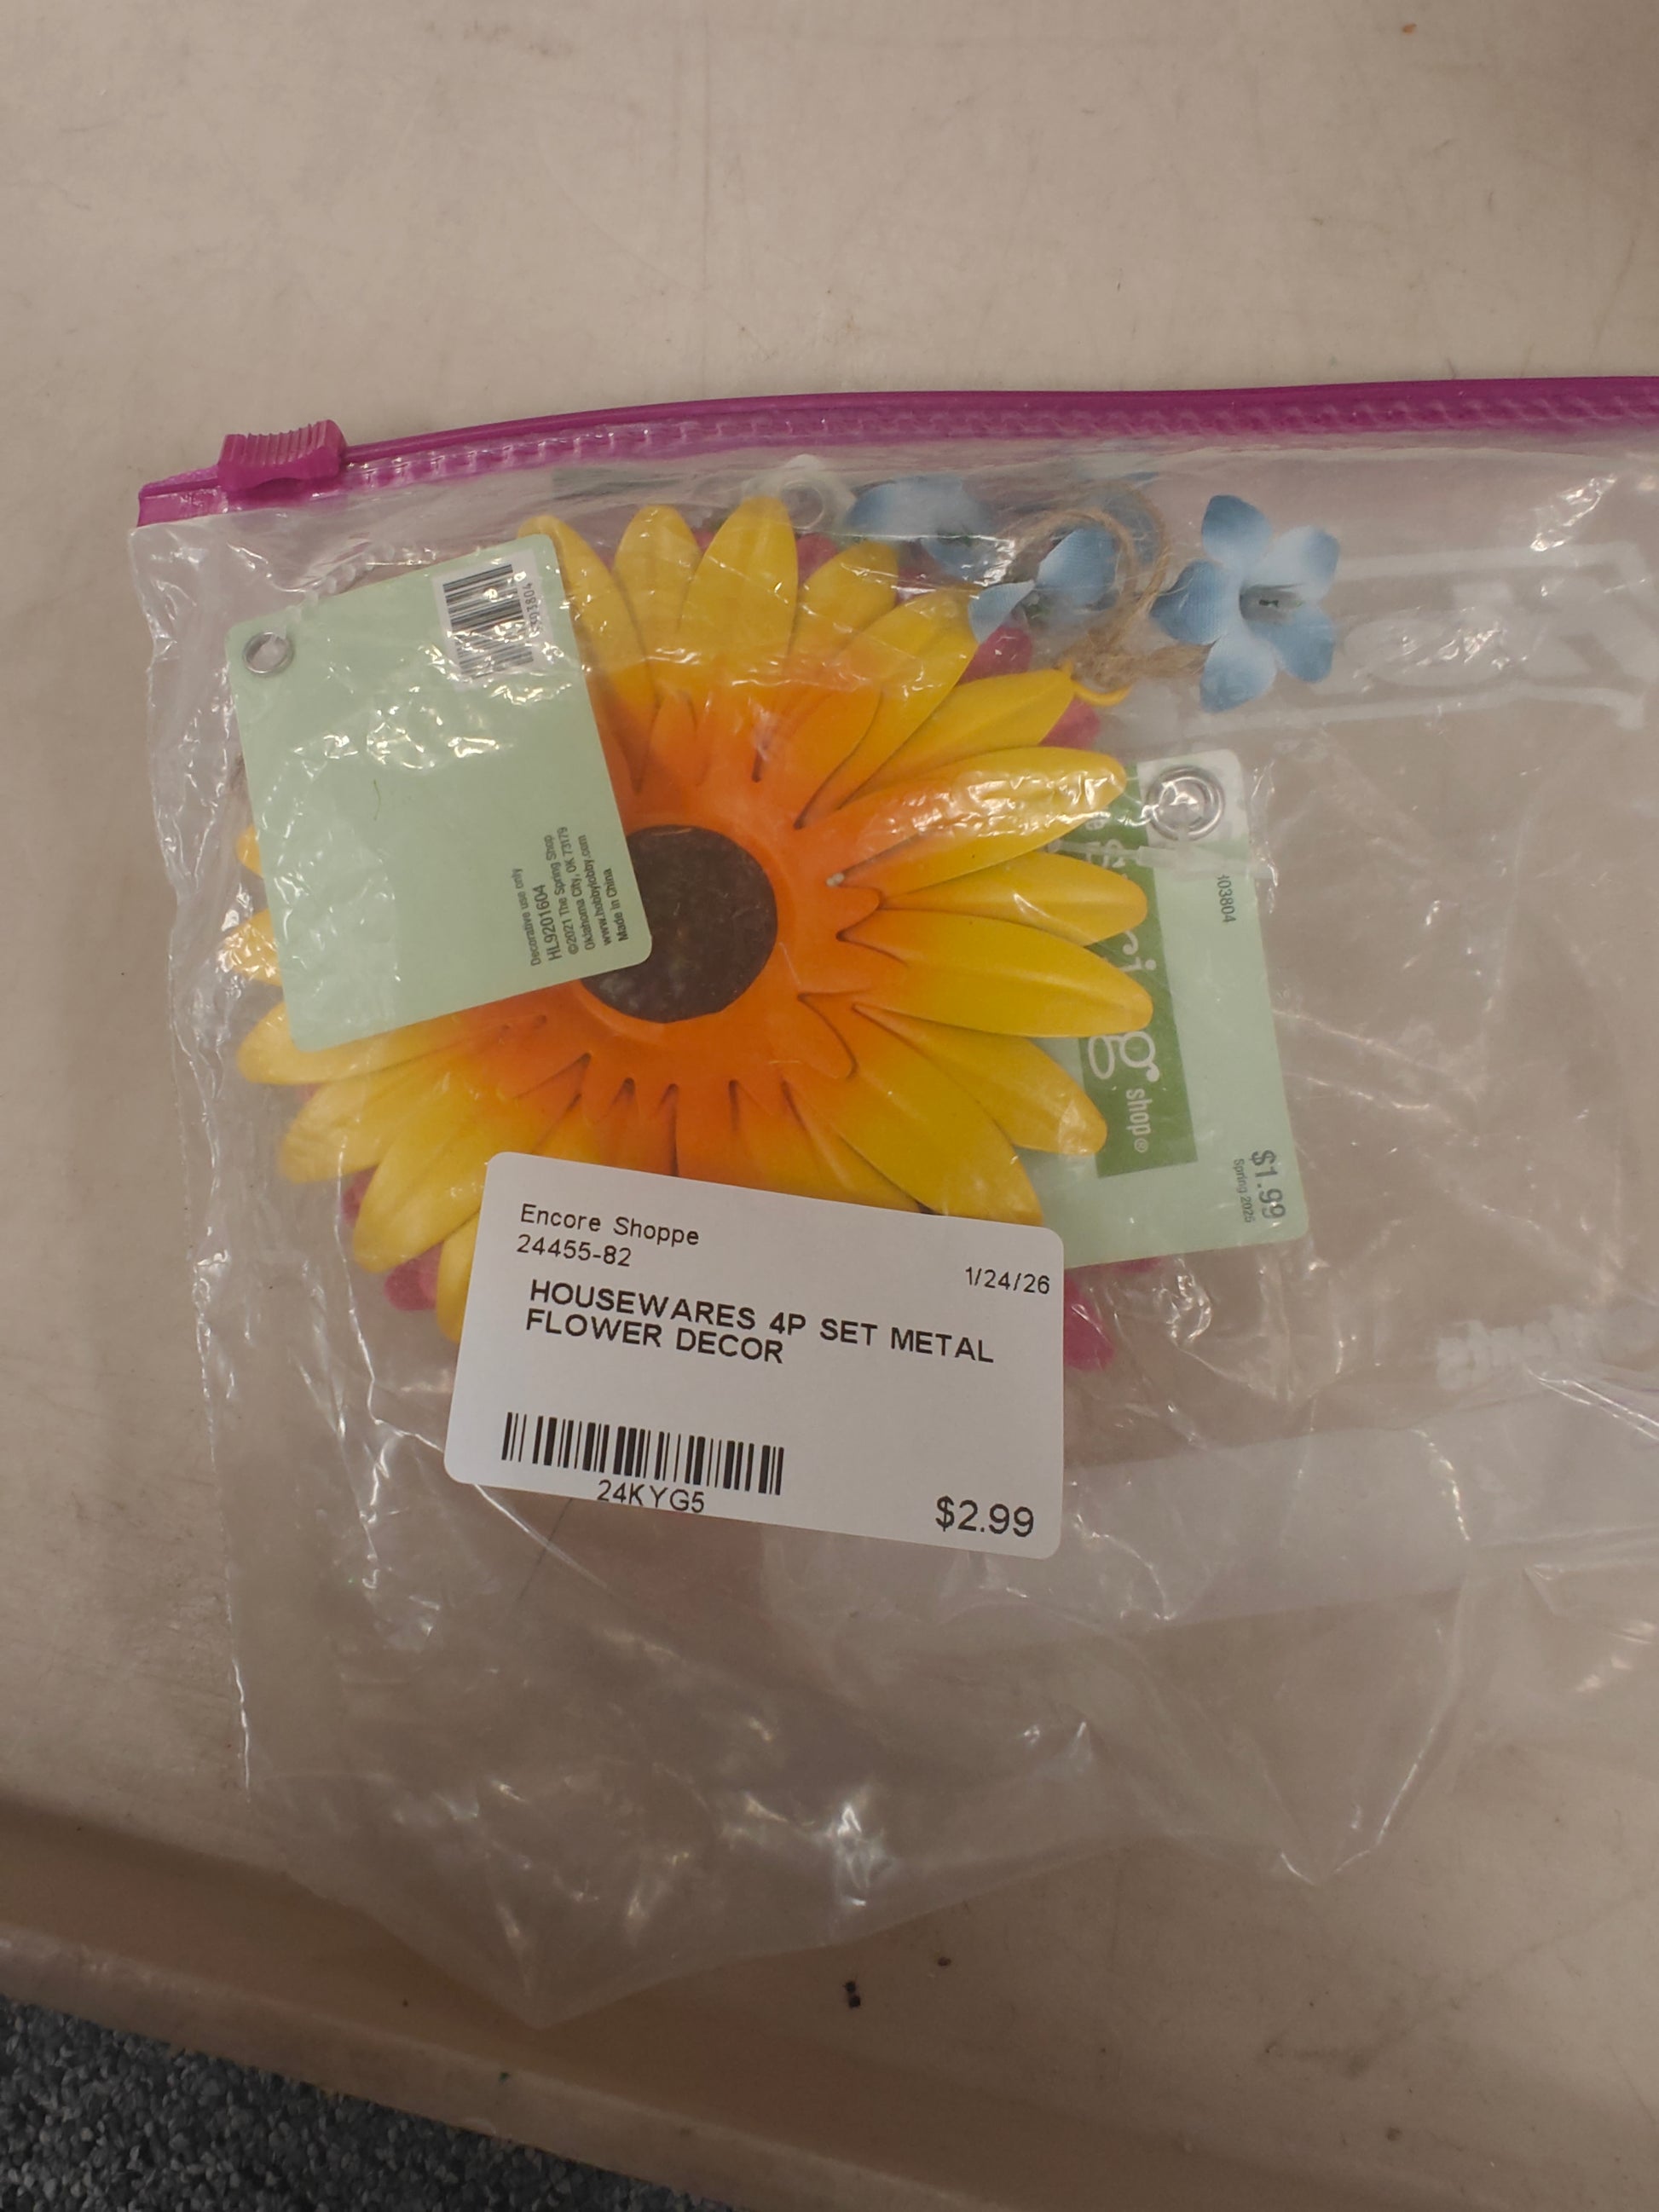 Decorative use only
HL9201604
©2021 The Spring Shop
Oklahoma City, OK 73179
www.hobbylobby.com
Made in China
shop®
$1.99
Spring 2025
Encore Shoppe
24455-82
1/24/26
HOUSEWARES 4P SET METAL
FLOWER DECOR
24KYG5
$2.99